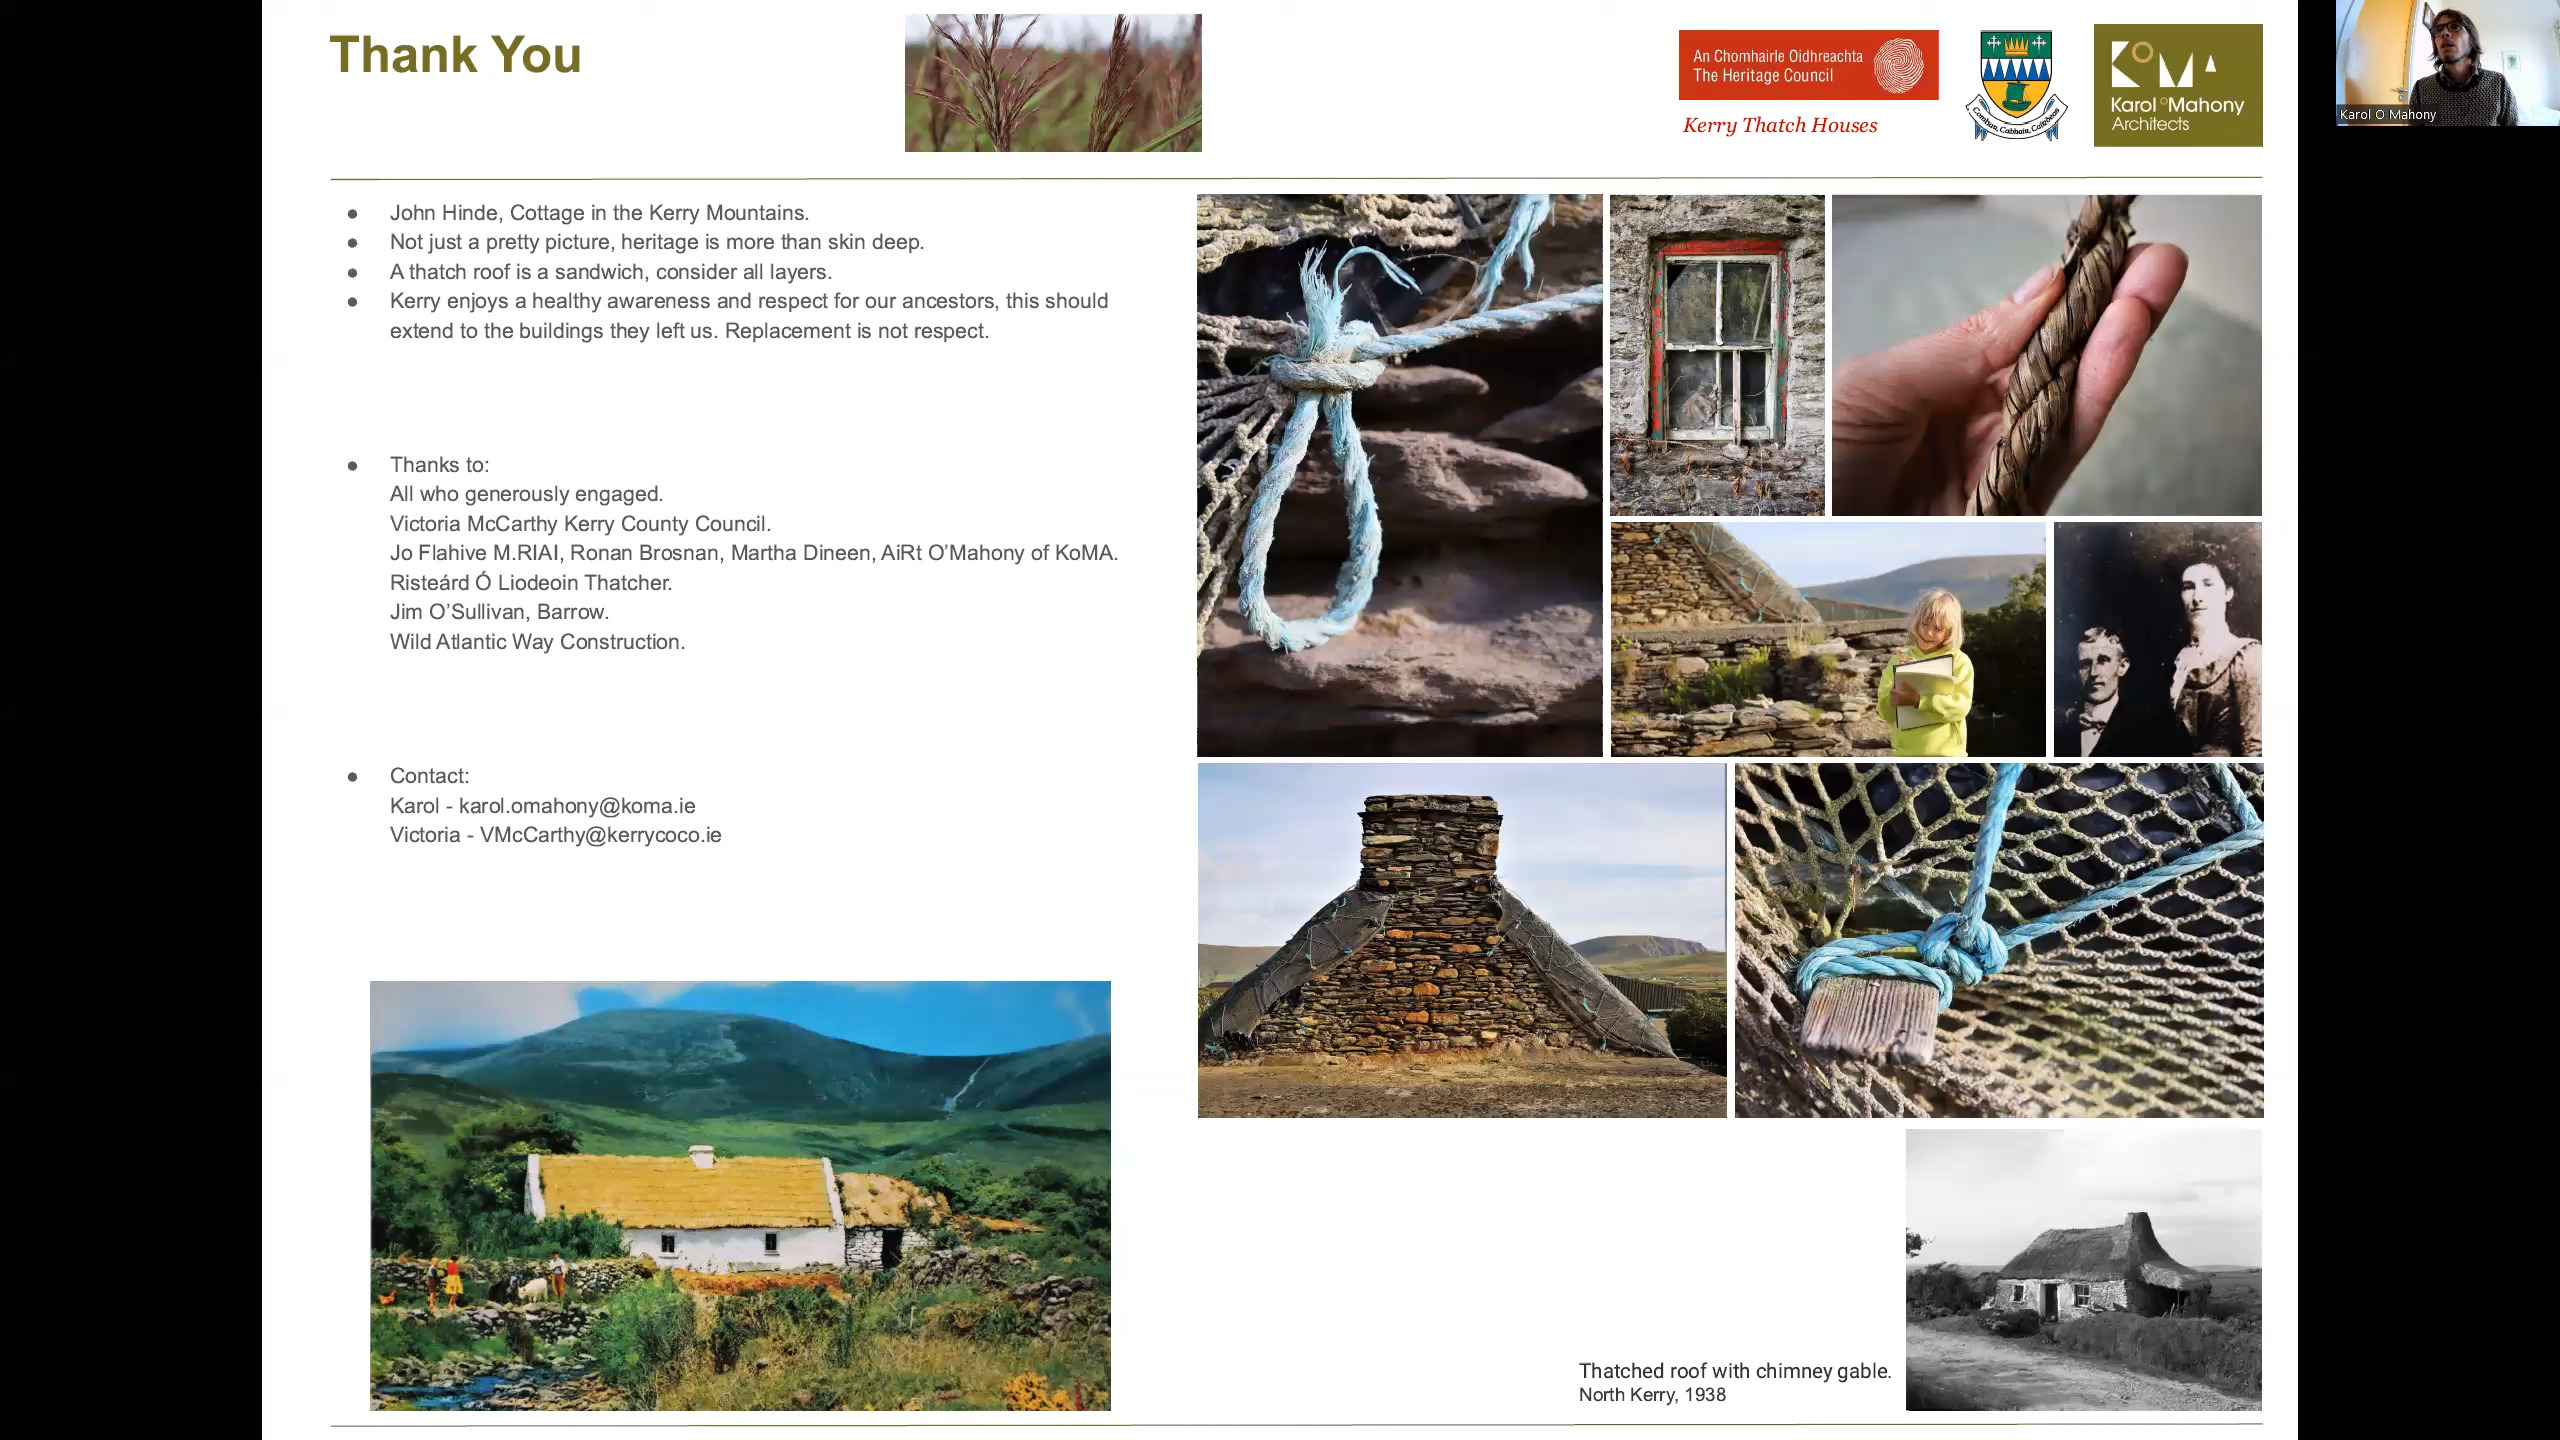 Thank You
An Chomhairle Oidhreachta
The Heritage Council
Kerry Thatch Houses
Comhar, Cabhair, Cairdeas
KoMA
Karol O'Mahony
Architects
Karol O Mahony
● John Hinde, Cottage in the Kerry Mountains.
● Not just a pretty picture, heritage is more than skin deep.
● A thatch roof is a sandwich, consider all layers.
● Kerry enjoys a healthy awareness and respect for our ancestors, this should
extend to the buildings they left us. Replacement is not respect.
● Thanks to:
All who generously engaged.
Victoria McCarthy Kerry County Council.
Jo Flahive M.RIAI, Ronan Brosnan, Martha Dineen, AiRt O’Mahony of KoMA.
Risteárd Ó Liodeoin Thatcher.
Jim O’Sullivan, Barrow.
Wild Atlantic Way Construction.
● Contact:
Karol - karol.omahony@koma.ie
Victoria - VMcCarthy@kerrycoco.ie
Thatched roof with chimney gable.
North Kerry, 1938